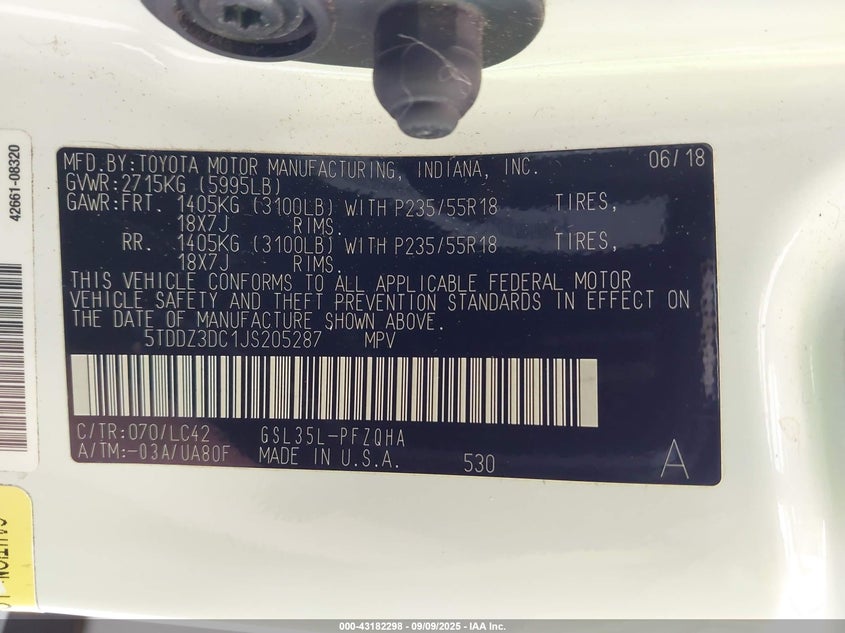 42661-08320
MFD.BY:TOYOTA MOTOR MANUFACTURING, INDIANA, INC. 06/18
GVWR:2715KG (5995LB)
GAWR:FRT. 1405KG (3100LB) WITH P235/55R18 TIRES,
18X7J RIMS.
RR. 1405KG (3100LB) WITH P235/55R18 TIRES,
18X7J RIMS.
THIS VEHICLE CONFORMS TO ALL APPLICABLE FEDERAL MOTOR
VEHICLE SAFETY AND THEFT PREVENTION STANDARDS IN EFFECT ON
THE DATE OF MANUFACTURE SHOWN ABOVE.
5TDDZ3DC1JS205287 MPV
C/TR:070/LC42 GSL35L-PFZQHA
A/TM:-03A/UA80F MADE IN U.S.A. 530 A
CAUTION
000-43182298 - 09/09/2025 - IAA Inc.